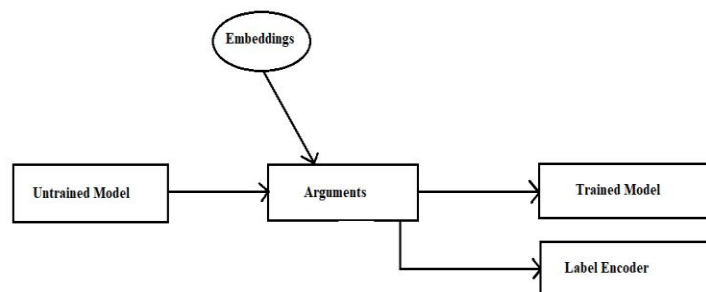 Embeddings
Untrained Model
Arguments
Trained Model
Label Encoder